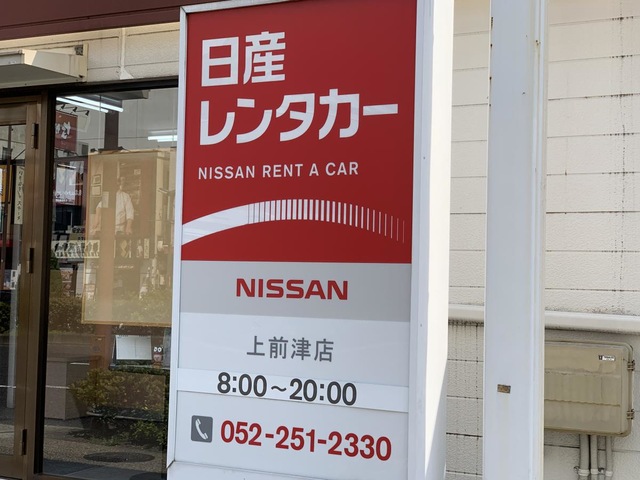 日産
レンタカー
NISSAN RENT A CAR
NISSAN
上前津店
8:00～20:00
052-251-2330